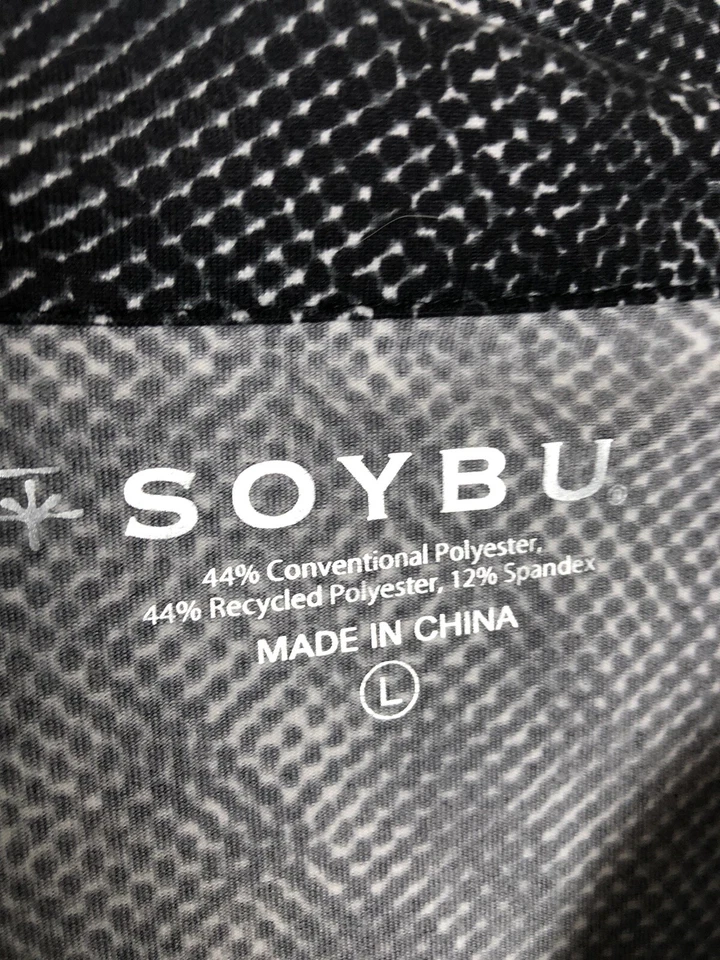 SOYBU®
44% Conventional Polyester,
44% Recycled Polyester, 12% Spandex
MADE IN CHINA
L